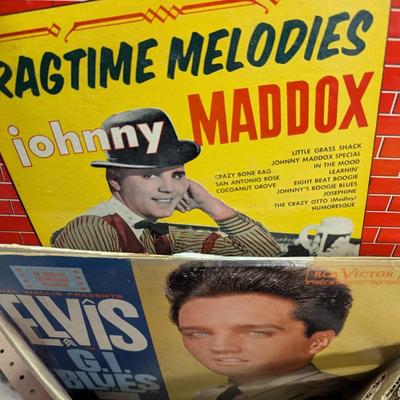 RAGTIME MELODIES
johnny MADDOX
LITTLE GRASS SHACK
JOHNNY MADDOX SPECIAL
CRAZY BONE RAG
IN THE MOOD
SAN ANTONIO ROSE
LEARNIN'
COCOANUT GROVE
EIGHT BEAT BOOGIE
JOHNNY'S BOOGIE BLUES
JOSEPHINE
THE CRAZY OTTO (Medley)
HUMORESQUE
RCA VICTOR
WALLIS PRESENTS
ELVIS
G.I.
BLUES